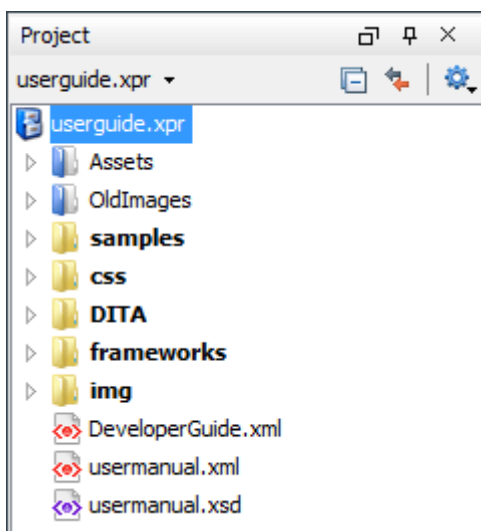 Project
userguide.xpr
userguide.xpr
Assets
OldImages
samples
css
DITA
frameworks
img
DeveloperGuide.xml
usermanual.xml
usermanual.xsd